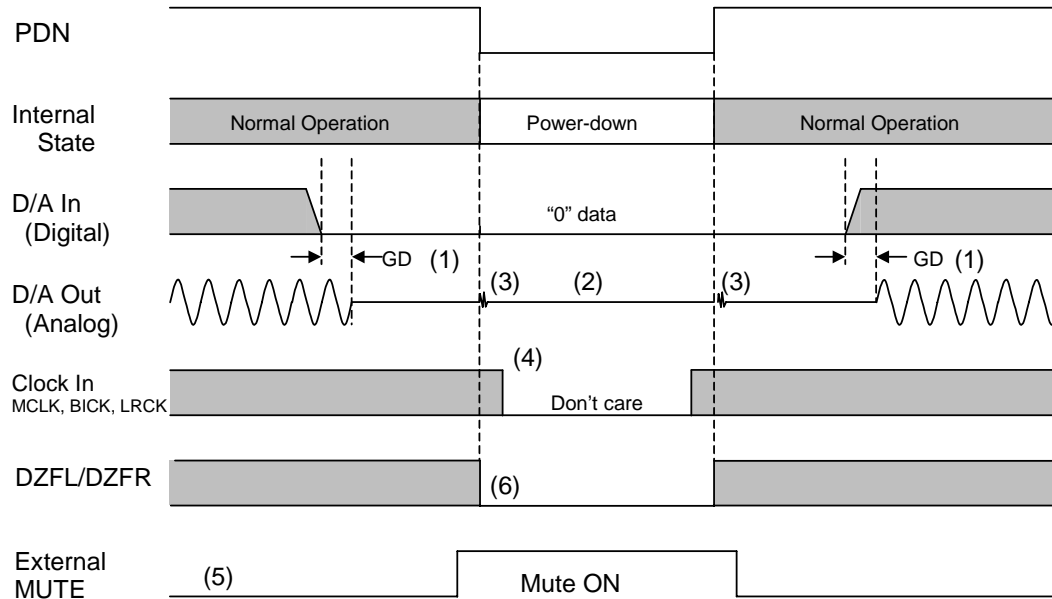 PDN
Internal
State
Normal Operation
Power-down
Normal Operation
D/A In
(Digital)
“0” data
GD (1)
GD (1)
D/A Out
(Analog)
(3)
(2)
(3)
Clock In
MCLK, BICK, LRCK
(4)
Don’t care
DZFL/DZFR
(6)
External
MUTE
(5)
Mute ON